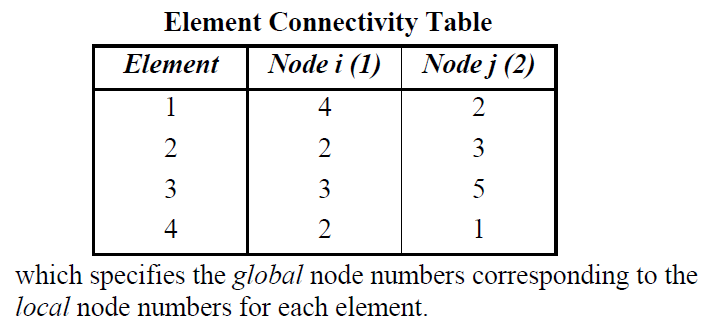 Element Connectivity Table
Element Node i (1) Node j (2)
1 4 2
2 2 3
3 3 5
4 2 1
which specifies the global node numbers corresponding to the
local node numbers for each element.